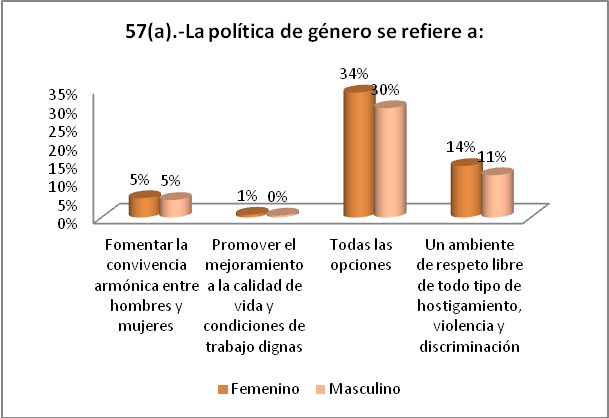 57(a).-La política de género se refiere a:
35%
30%
25%
20%
15%
10%
5%
0%
5%
5%
1%
0%
34%
30%
14%
11%
Fomentar la
convivencia
armónica entre
hombres y
mujeres
Promover el
mejoramiento
a la calidad de
vida y
condiciones de
trabajo dignas
Todas las
opciones
Un ambiente
de respeto libre
de todo tipo de
hostigamiento,
violencia y
discriminación
Femenino
Masculino